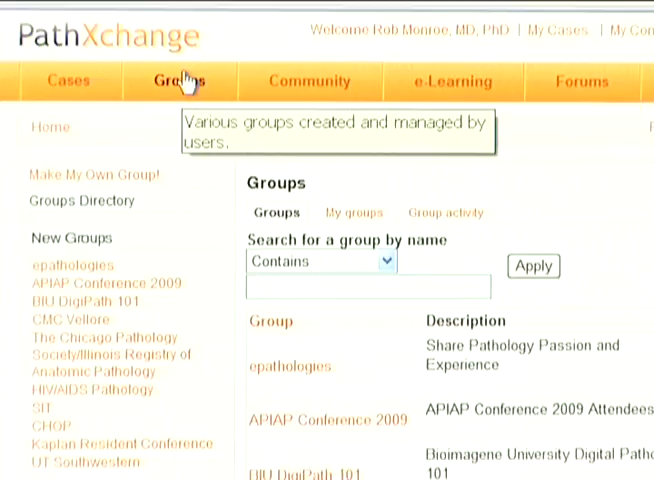 PathXchange
Welcome Rob Monroe, MD, PhD | My Cases | My Con
Cases Groups Community e-Learning Forums
Various groups created and managed by
users.
Home
Make My Own Group!
Groups Directory
New Groups
epathologies
APIAP Conference 2009
BIU DigiPath 101
CMC Vellore
The Chicago Pathology
Society/Illinois Registry of
Anatomic Pathology
HIV/AIDS Pathology
SIT
CHOP
Kaplan Resident Conference
UT Southwestern
Groups
Groups My groups Group activity
Search for a group by name
Contains
Apply
Group Description
epathologies Share Pathology Passion and
Experience
APIAP Conference 2009 APIAP Conference 2009 Attendees
BIU DigiPath 101 Bioimagene University Digital Patho
101